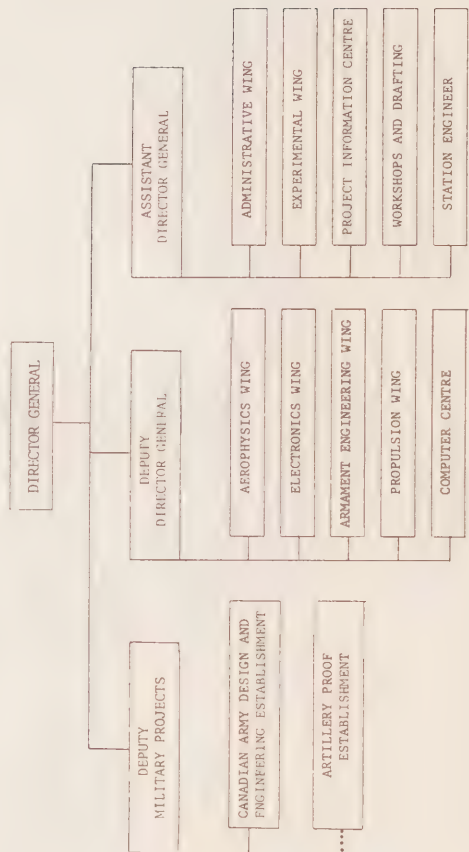 DIRECTOR GENERAL
DEPUTY
MILITARY PROJECTS
CANADIAN ARMY DESIGN AND
ENGINEERING ESTABLISHMENT
ARTILLERY PROOF
ESTABLISHMENT
DEPUTY
DIRECTOR GENERAL
AEROPHYSICS WING
ELECTRONICS WING
ARMAMENT ENGINEERING WING
PROPULSION WING
COMPUTER CENTRE
ASSISTANT
DIRECTOR GENERAL
ADMINISTRATIVE WING
EXPERIMENTAL WING
PROJECT INFORMATION CENTRE
WORKSHOPS AND DRAFTING
STATION ENGINEER